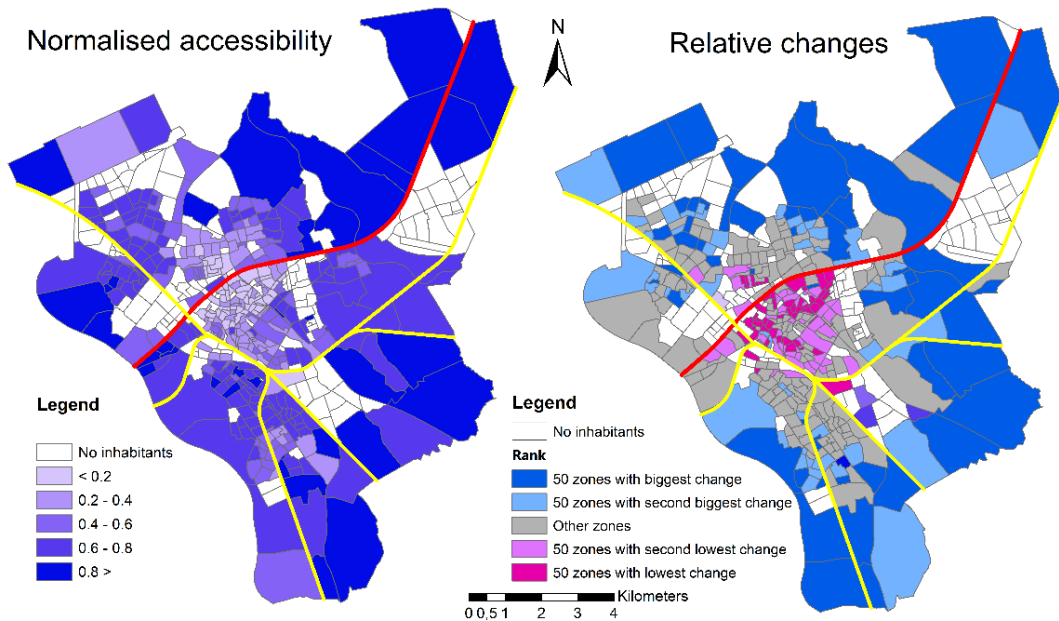 Normalised accessibility
N
Relative changes
Legend
No inhabitants
< 0.2
0.2 - 0.4
0.4 - 0.6
0.6 - 0.8
0.8 >
Legend
No inhabitants
Rank
50 zones with biggest change
50 zones with second biggest change
Other zones
50 zones with second lowest change
50 zones with lowest change
Kilometers
0 0,5 1 2 3 4